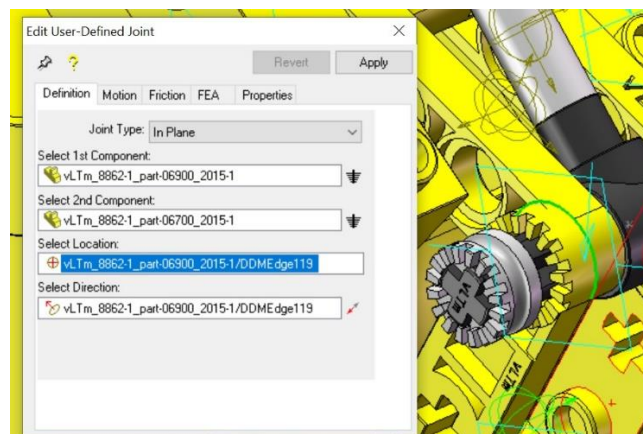 Edit User-Defined Joint
Revert
Apply
Definition
Motion
Friction
FEA
Properties
Joint Type: In Plane
Select 1st Component:
vLTm_8862-1_part-06900_2015-1
Select 2nd Component:
vLTm_8862-1_part-06700_2015-1
Select Location:
vLTm_8862-1_part-06900_2015-1/DDMEdge119
Select Direction:
vLTm_8862-1_part-06900_2015-1/DDMEdge119
VLTM
VLTM